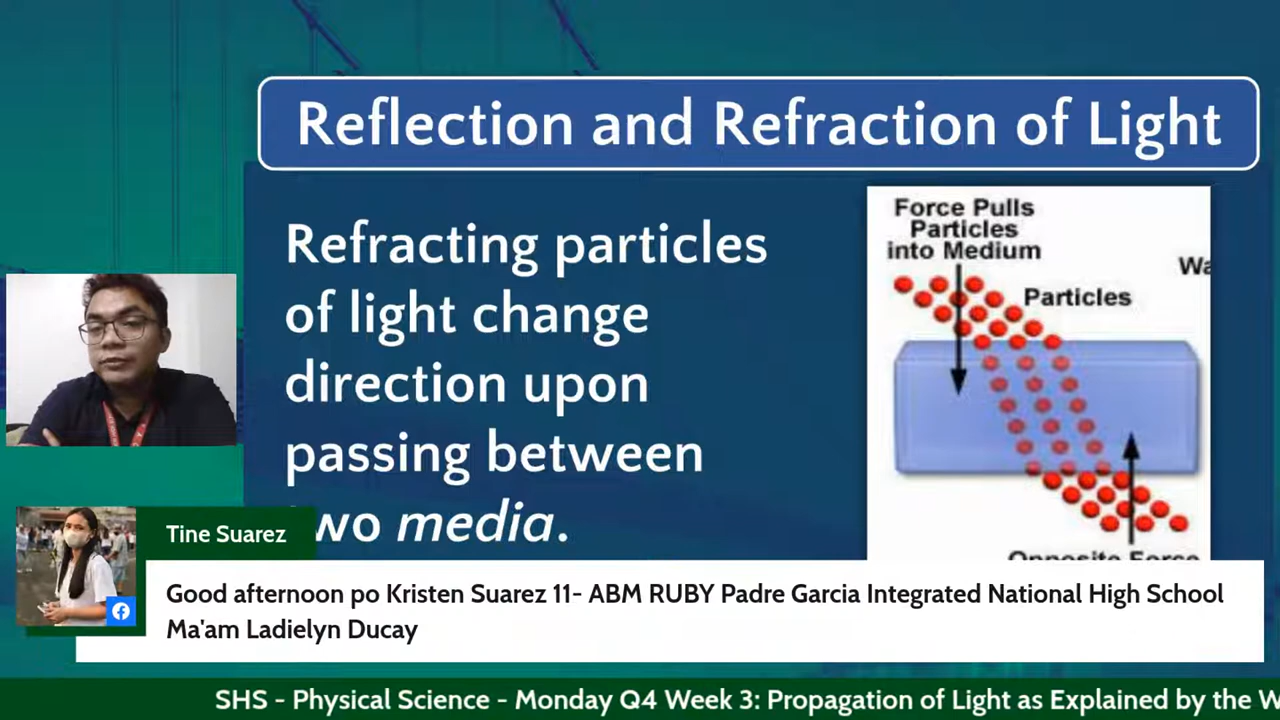 Reflection and Refraction of Light
Refracting particles
of light change
direction upon
passing between
two media.
Force Pulls
Particles
into Medium
Particles
Tine Suarez
Good afternoon po Kristen Suarez 11- ABM RUBY Padre Garcia Integrated National High School
Ma'am Ladielyn Ducay
SHS - Physical Science - Monday Q4 Week 3: Propagation of Light as Explained by the